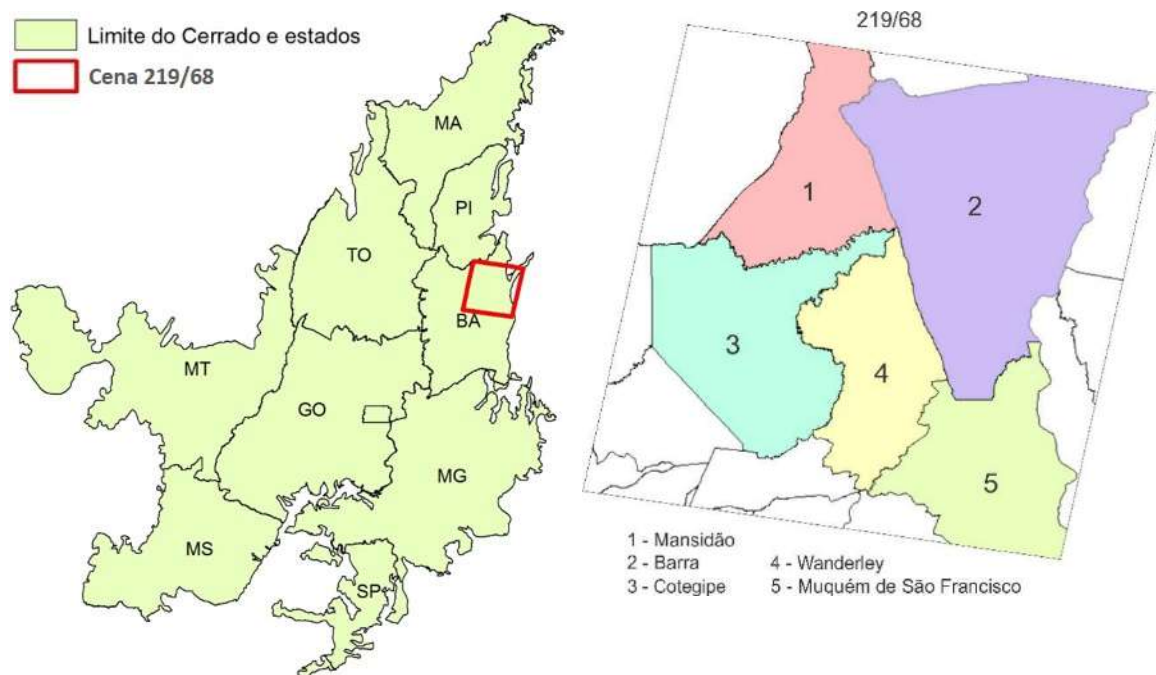 Limite do Cerrado e estados
Cena 219/68
MA
PI
TO
BA
MT
GO
MG
MS
SP
219/68
1
2
3
4
5
1 - Mansidão
2 - Barra
3 - Cotegipe
4 - Wanderley
5 - Muquém de São Francisco